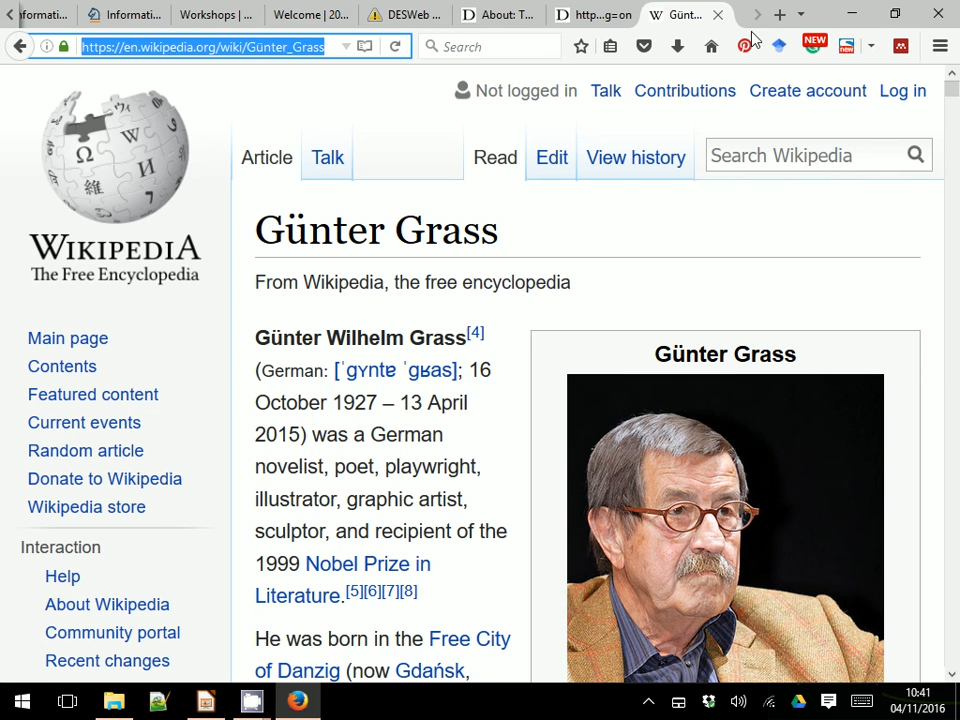 nformati...
Informati...
Workshops | ...
Welcome | 20...
DESWeb ...
About: T...
http...g=on
Günt...
https://en.wikipedia.org/wiki/Günter_Grass
Search
NEW
new
Not logged in Talk Contributions Create account Log in
Article Talk Read Edit View history
Search Wikipedia
WIKIPEDIA
The Free Encyclopedia
Main page
Contents
Featured content
Current events
Random article
Donate to Wikipedia
Wikipedia store
Interaction
Help
About Wikipedia
Community portal
Recent changes
Günter Grass
From Wikipedia, the free encyclopedia
Günter Wilhelm Grass[4]
(German: [ˈɡʏntɐ ˈɡʁas]; 16
October 1927 – 13 April
2015) was a German
novelist, poet, playwright,
illustrator, graphic artist,
sculptor, and recipient of the
1999 Nobel Prize in
Literature.[5][6][7][8]
He was born in the Free City
of Danzig (now Gdańsk,
Günter Grass
10:41
04/11/2016